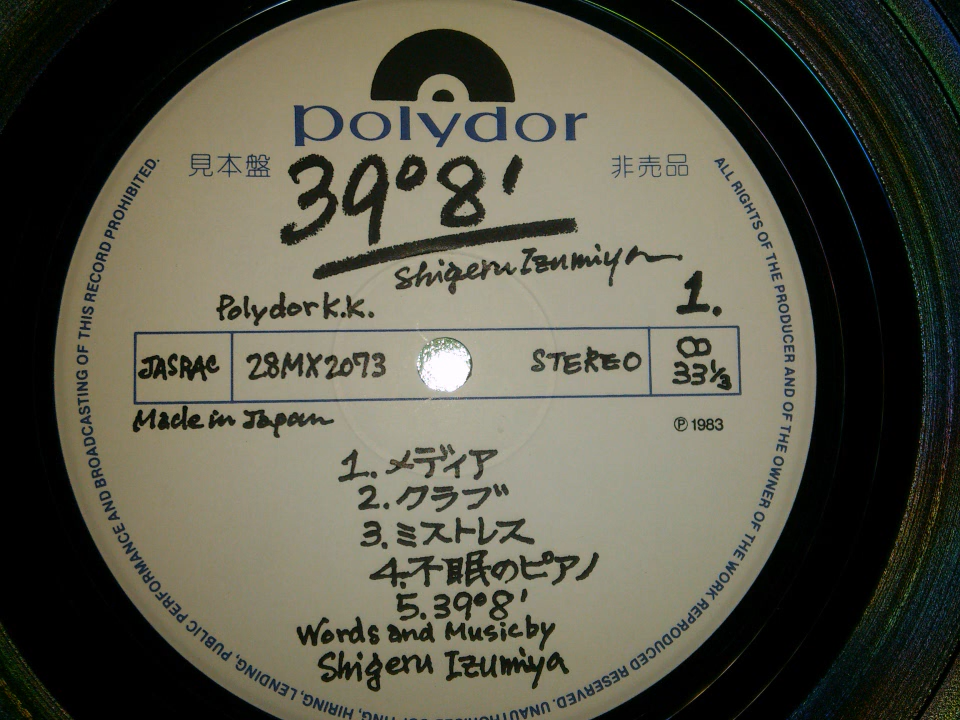 polydor
見本盤
非売品
39°8'
Shigeru Izumiya
Polydor K.K.
1.
JASRAC
28MX2073
STEREO
∞
33⅓
Made in Japan
Ⓟ 1983
1. メディア
2. クラブ
3. ミストレス
4. 不眠のピアノ
5. 39°8'
Words and Music by
Shigeru Izumiya
ALL RIGHTS OF THE PRODUCER AND OF THE OWNER OF THE WORK REPRODUCED RESERVED. UNAUTHORISED
TING, HIRING, LENDING, PUBLIC PERFORMANCE AND BROADCASTING OF THIS RECORD PROHIBITED.